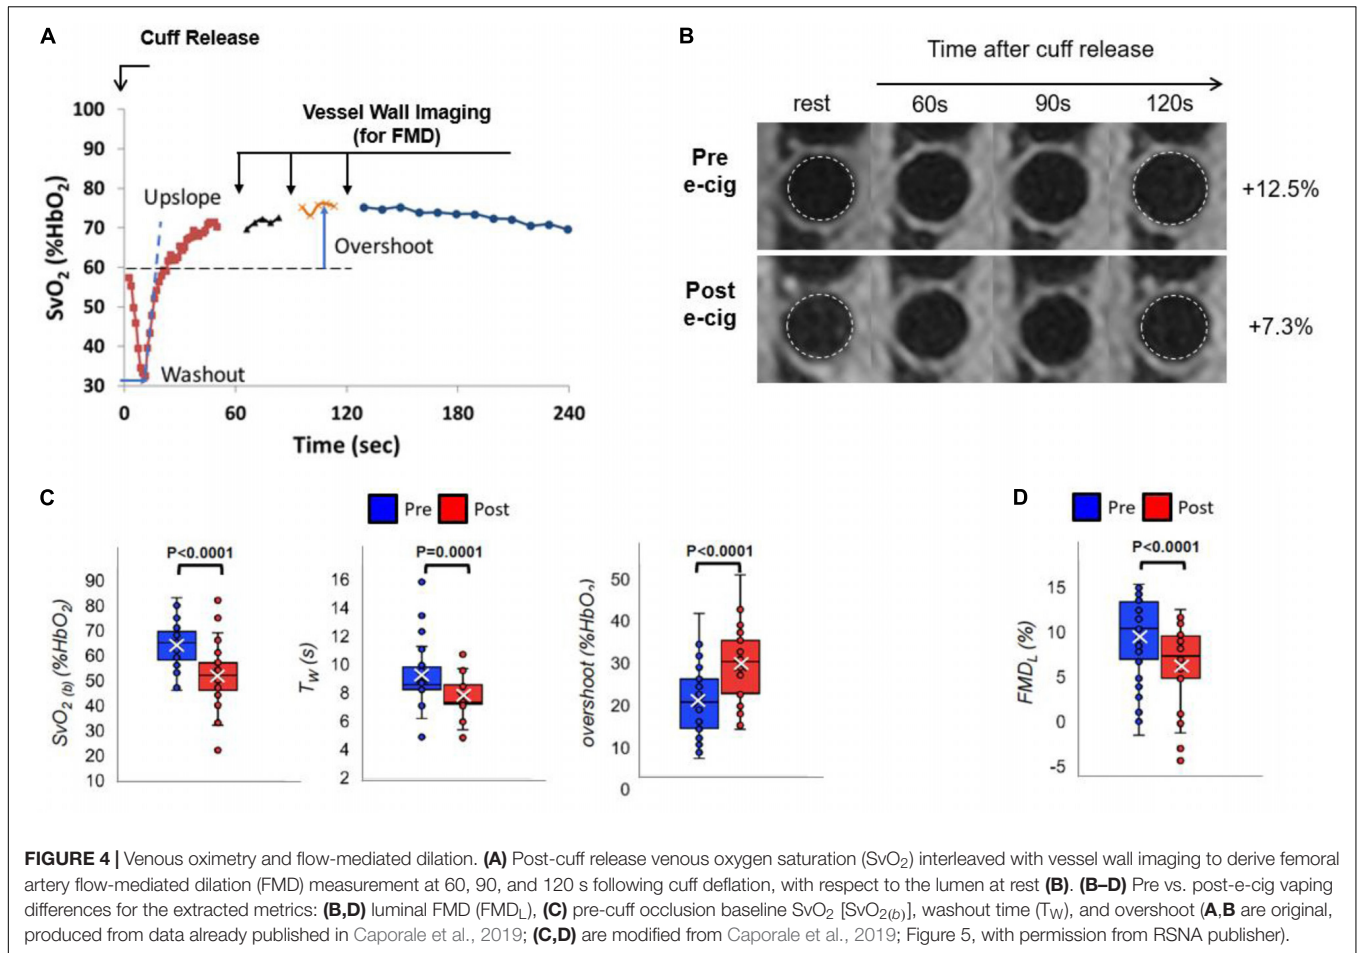 A
Cuff Release
Vessel Wall Imaging
(for FMD)
100
90
80
70
60
50
40
30
SvO2 (%HbO2)
Upslope
Overshoot
Washout
0 60 120 180 240
Time (sec)
B
Time after cuff release
rest 60s 90s 120s
Pre
e-cig
+12.5%
Post
e-cig
+7.3%
C
Pre Post
P<0.0001
90
80
70
60
50
40
30
20
10
SvO2 (b) (%HbO2)
P=0.0001
16
14
12
10
8
6
4
2
TW (s)
P<0.0001
50
40
30
20
10
0
overshoot (%HbO2)
D
Pre Post
P<0.0001
15
10
5
0
-5
FMDL (%)
FIGURE 4 | Venous oximetry and flow-mediated dilation. (A) Post-cuff release venous oxygen saturation (SvO2) interleaved with vessel wall imaging to derive femoral
artery flow-mediated dilation (FMD) measurement at 60, 90, and 120 s following cuff deflation, with respect to the lumen at rest (B). (B–D) Pre vs. post-e-cig vaping
differences for the extracted metrics: (B,D) luminal FMD (FMDL), (C) pre-cuff occlusion baseline SvO2 [SvO2(b)], washout time (TW), and overshoot (A,B are original,
produced from data already published in Caporale et al., 2019; (C,D) are modified from Caporale et al., 2019; Figure 5, with permission from RSNA publisher).